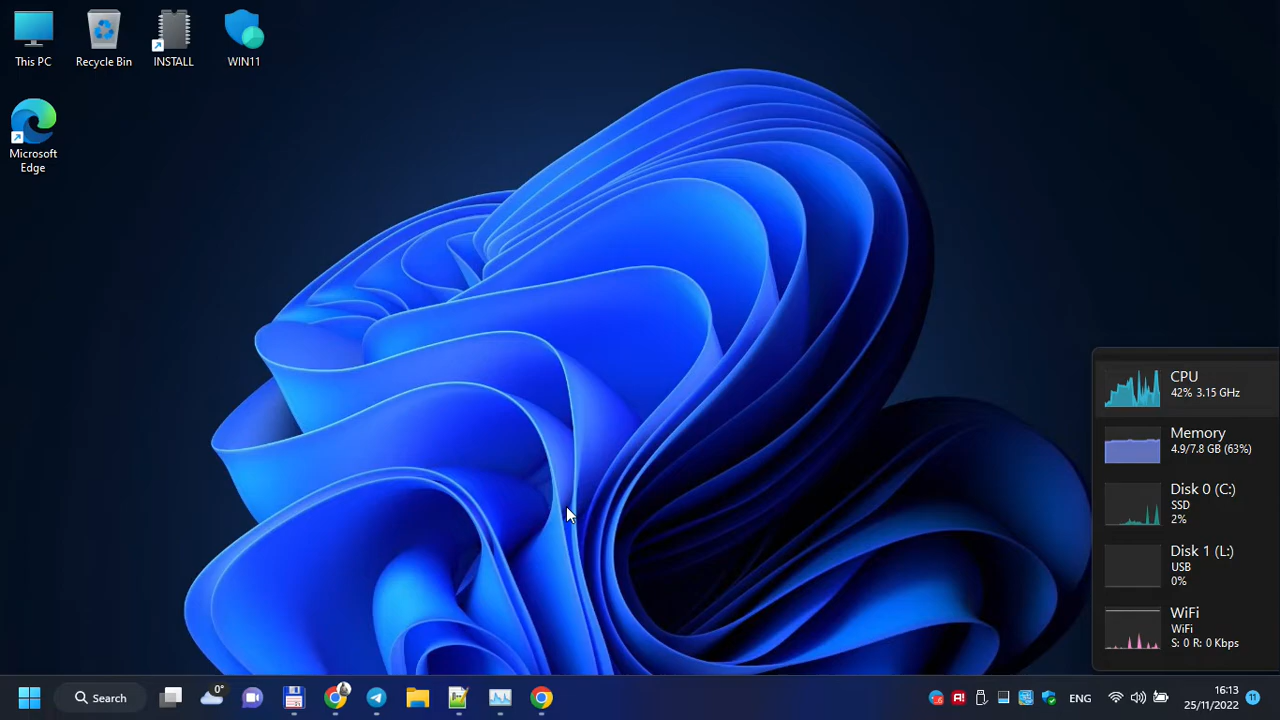 This PC
Recycle Bin
INSTALL
WIN11
Microsoft
Edge
CPU
42% 3.15 GHz
Memory
4.9/7.8 GB (63%)
Disk 0 (C:)
SSD
2%
Disk 1 (L:)
USB
0%
WiFi
WiFi
S: 0 R: 0 Kbps
Search
0°
ENG
16:13
25/11/2022
11